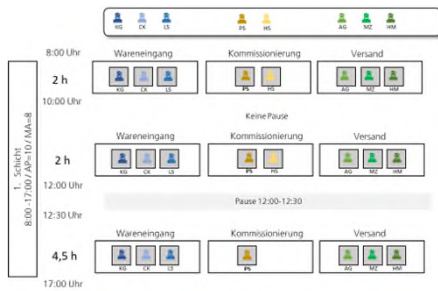 KG CK LS PS HS AG MZ HM
8:00 Uhr
Wareneingang Kommissionierung Versand
2 h
KG CK LS PS HS AG MZ HM
10:00 Uhr
Keine Pause
Wareneingang Kommissionierung Versand
2 h
KG CK LS PS HS AG MZ HM
12:00 Uhr
Pause 12:00-12:30
12:30 Uhr
Wareneingang Kommissionierung Versand
4,5 h
KG CK LS PS AG MZ HM
17:00 Uhr
1. Schicht
8:00 -17:00 / AP=10 / MA=8